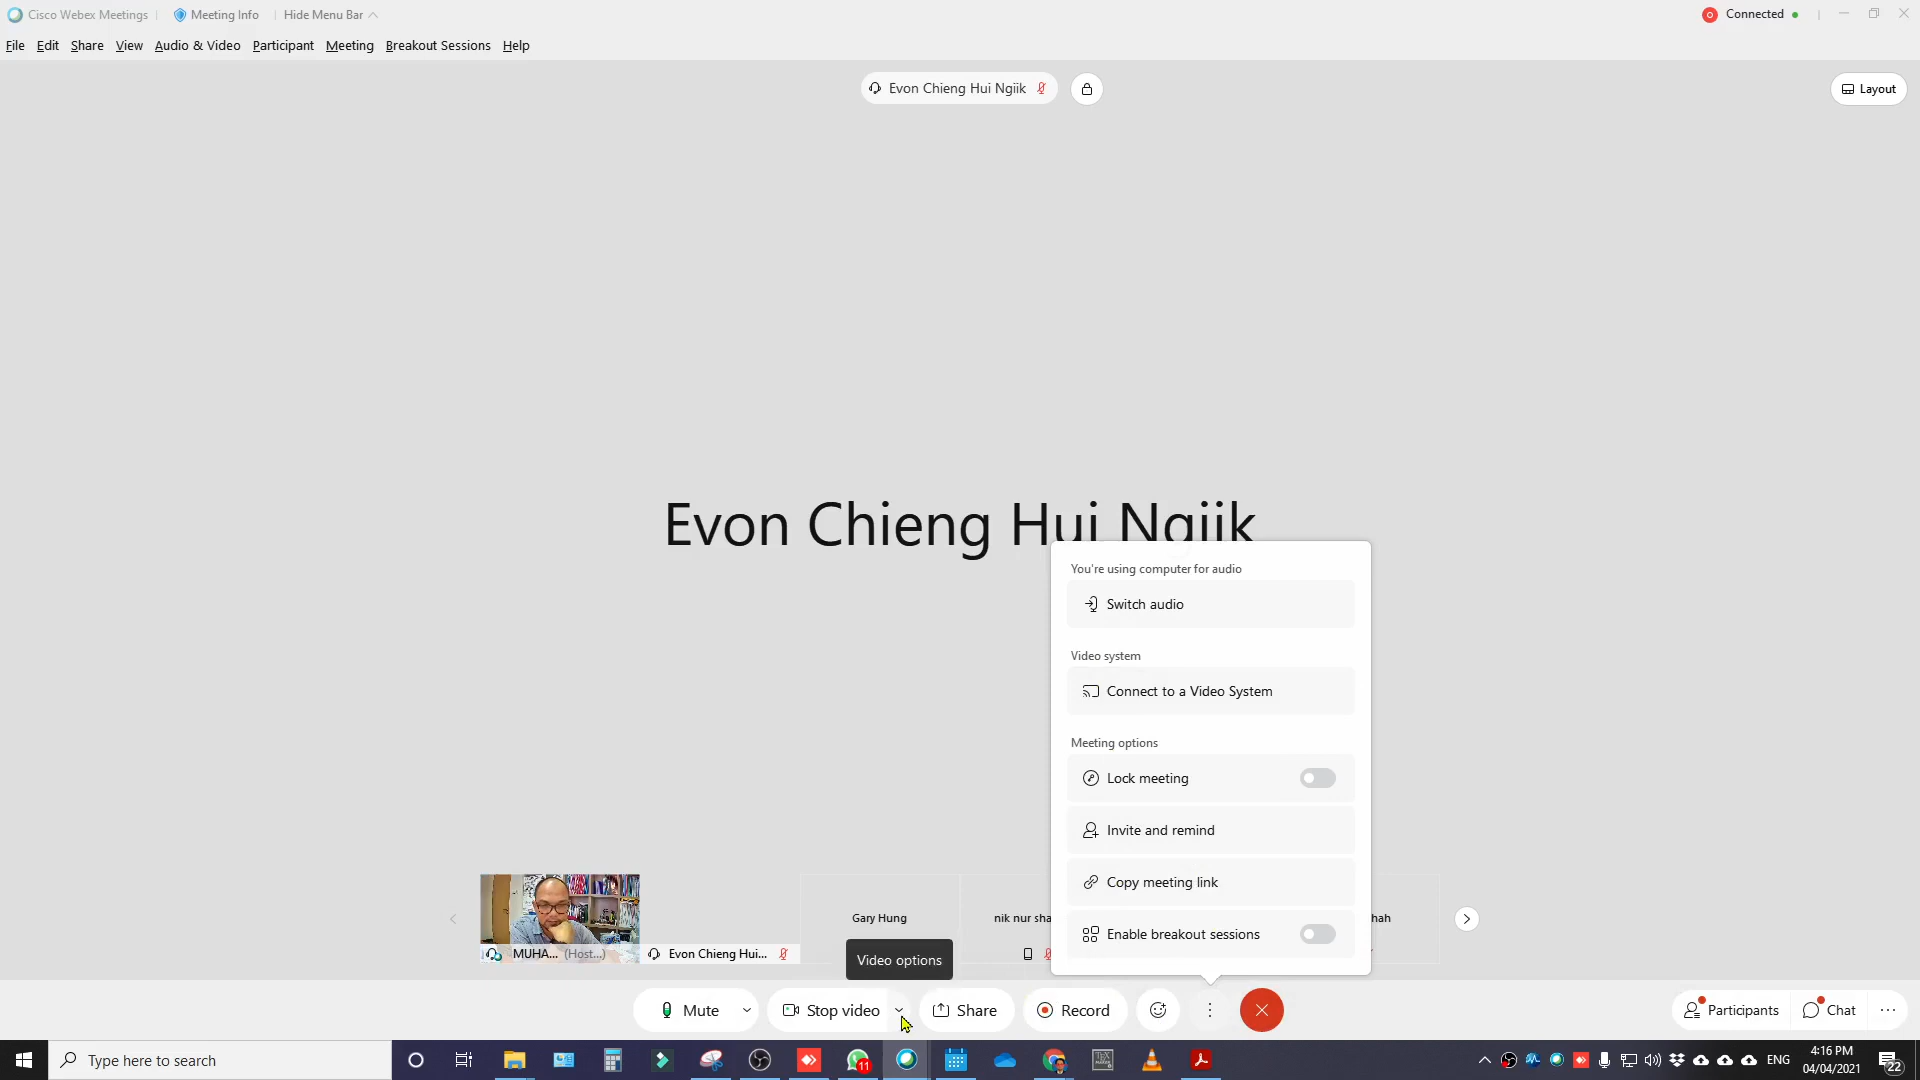 Cisco Webex Meetings
Meeting Info
Hide Menu Bar
Connected
File Edit Share View Audio & Video Participant Meeting Breakout Sessions Help
Evon Chieng Hui Ngiik
Layout
Evon Chieng Hui Ngiik
You're using computer for audio
Switch audio
Video system
Connect to a Video System
Meeting options
Lock meeting
Invite and remind
Copy meeting link
Enable breakout sessions
MUHA... (Host...)
Evon Chieng Hui...
Gary Hung
nik nur sha
hah
Video options
Mute
Stop video
Share
Record
Participants
Chat
Type here to search
11
ENG
4:16 PM
04/04/2021
22